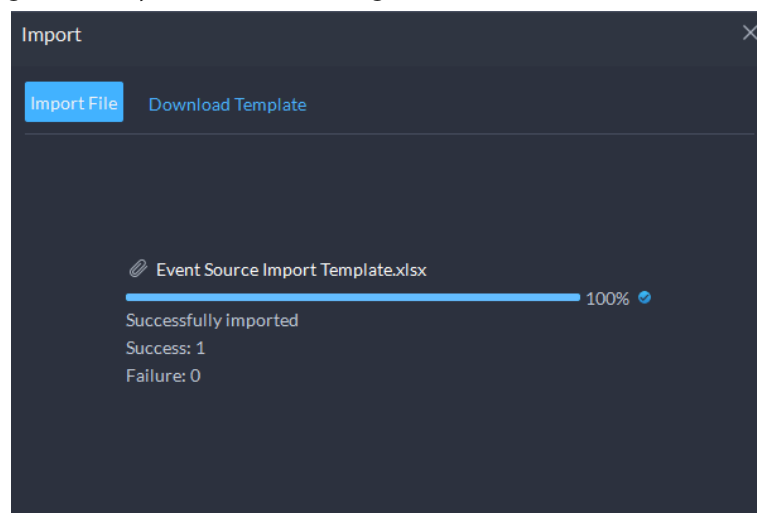 Import
Import File Download Template
Event Source Import Template.xlsx
100%
Successfully imported
Success: 1
Failure: 0